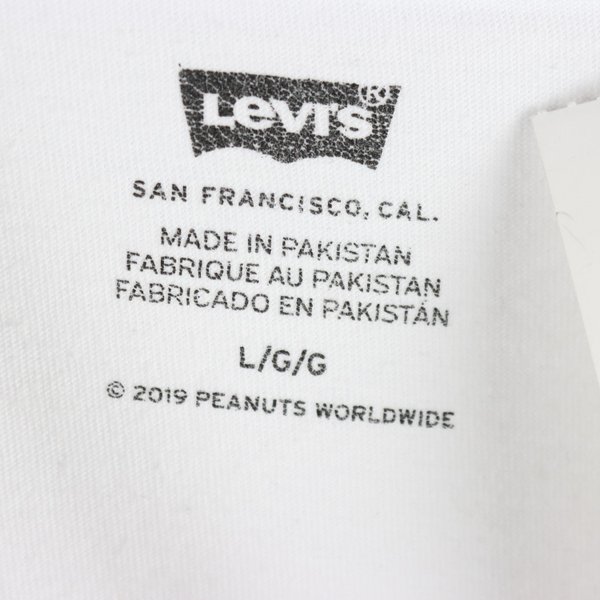 Levi's®
SAN FRANCISCO, CAL.
MADE IN PAKISTAN
FABRIQUE AU PAKISTAN
FABRICADO EN PAKISTÁN
L/G/G
© 2019 PEANUTS WORLDWIDE